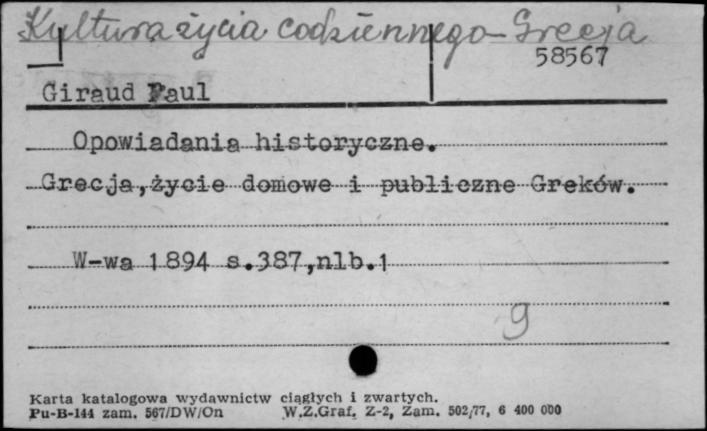 Kultura życia codziennego - Grecja
58567
Giraud Paul
Opowiadania historyczne.
Grecja,życie domowe i publiczne Greków.
W-wa 1894 s.387,nlb.1
9
Karta katalogowa wydawnictw ciągłych i zwartych.
Pu-B-144 zam. 567/DW/On W.Z.Graf. Z-2, Zam. 502/77, 6 400 000